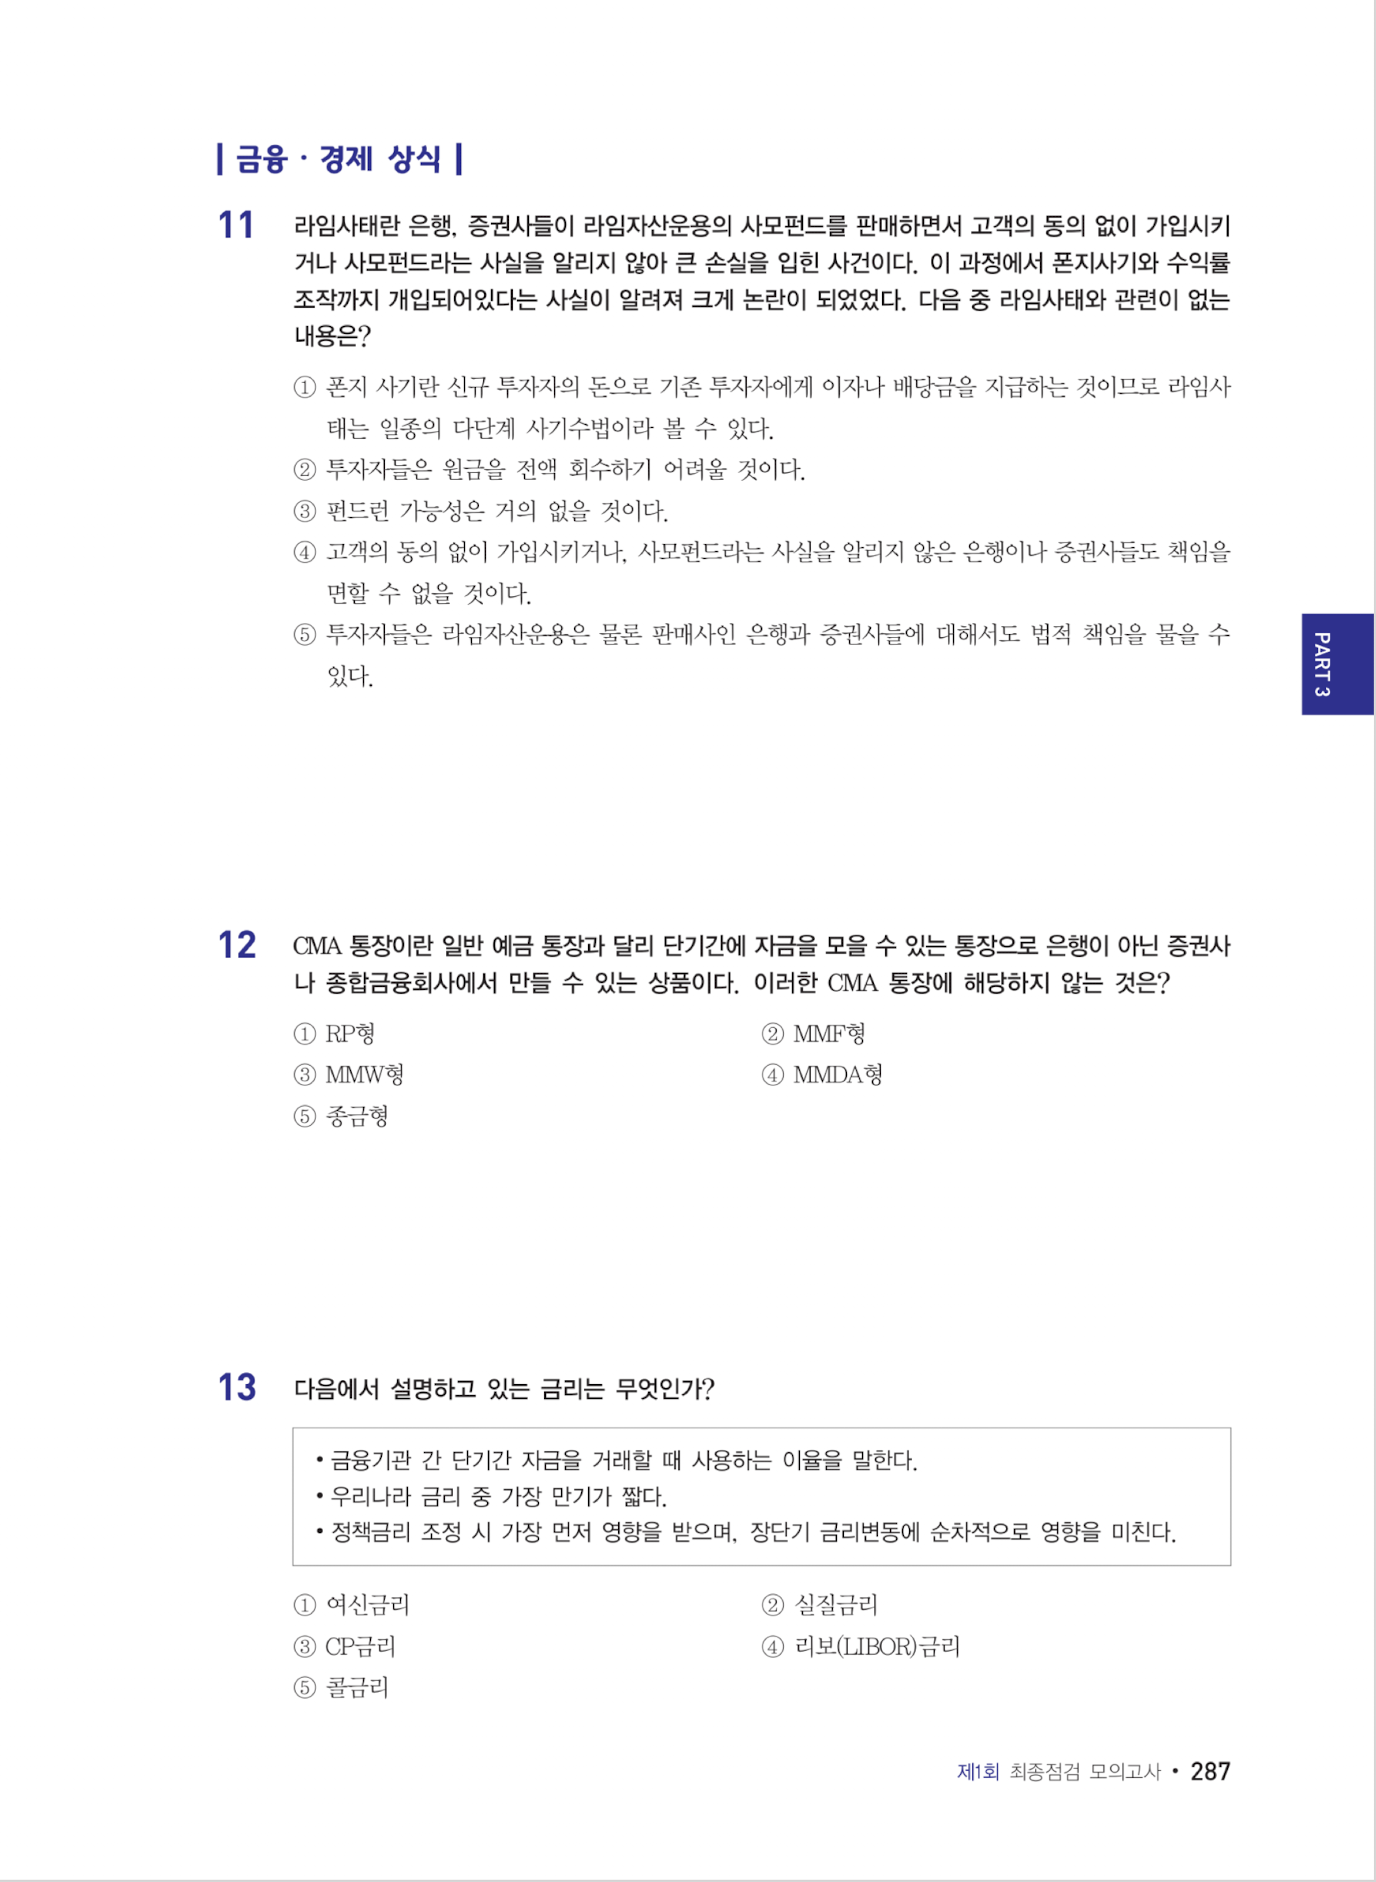 | 금융 · 경제 상식 |
11 라임사태란 은행, 증권사들이 라임자산운용의 사모펀드를 판매하면서 고객의 동의 없이 가입시키
거나 사모펀드라는 사실을 알리지 않아 큰 손실을 입힌 사건이다. 이 과정에서 폰지사기와 수익률
조작까지 개입되어있다는 사실이 알려져 크게 논란이 되었었다. 다음 중 라임사태와 관련이 없는
내용은?
① 폰지 사기란 신규 투자자의 돈으로 기존 투자자에게 이자나 배당금을 지급하는 것이므로 라임사
태는 일종의 다단계 사기수법이라 볼 수 있다.
② 투자자들은 원금을 전액 회수하기 어려울 것이다.
③ 펀드런 가능성은 거의 없을 것이다.
④ 고객의 동의 없이 가입시키거나, 사모펀드라는 사실을 알리지 않은 은행이나 증권사들도 책임을
면할 수 없을 것이다.
⑤ 투자자들은 라임자산운용은 물론 판매사인 은행과 증권사들에 대해서도 법적 책임을 물을 수
있다.
PART 3
12 CMA 통장이란 일반 예금 통장과 달리 단기간에 자금을 모을 수 있는 통장으로 은행이 아닌 증권사
나 종합금융회사에서 만들 수 있는 상품이다. 이러한 CMA 통장에 해당하지 않는 것은?
① RP형 ② MMF형
③ MMW형 ④ MMDA형
⑤ 종금형
13 다음에서 설명하고 있는 금리는 무엇인가?
• 금융기관 간 단기간 자금을 거래할 때 사용하는 이율을 말한다.
• 우리나라 금리 중 가장 만기가 짧다.
• 정책금리 조정 시 가장 먼저 영향을 받으며, 장단기 금리변동에 순차적으로 영향을 미친다.
① 여신금리 ② 실질금리
③ CP금리 ④ 리보(LIBOR)금리
⑤ 콜금리
제1회 최종점검 모의고사 • 287